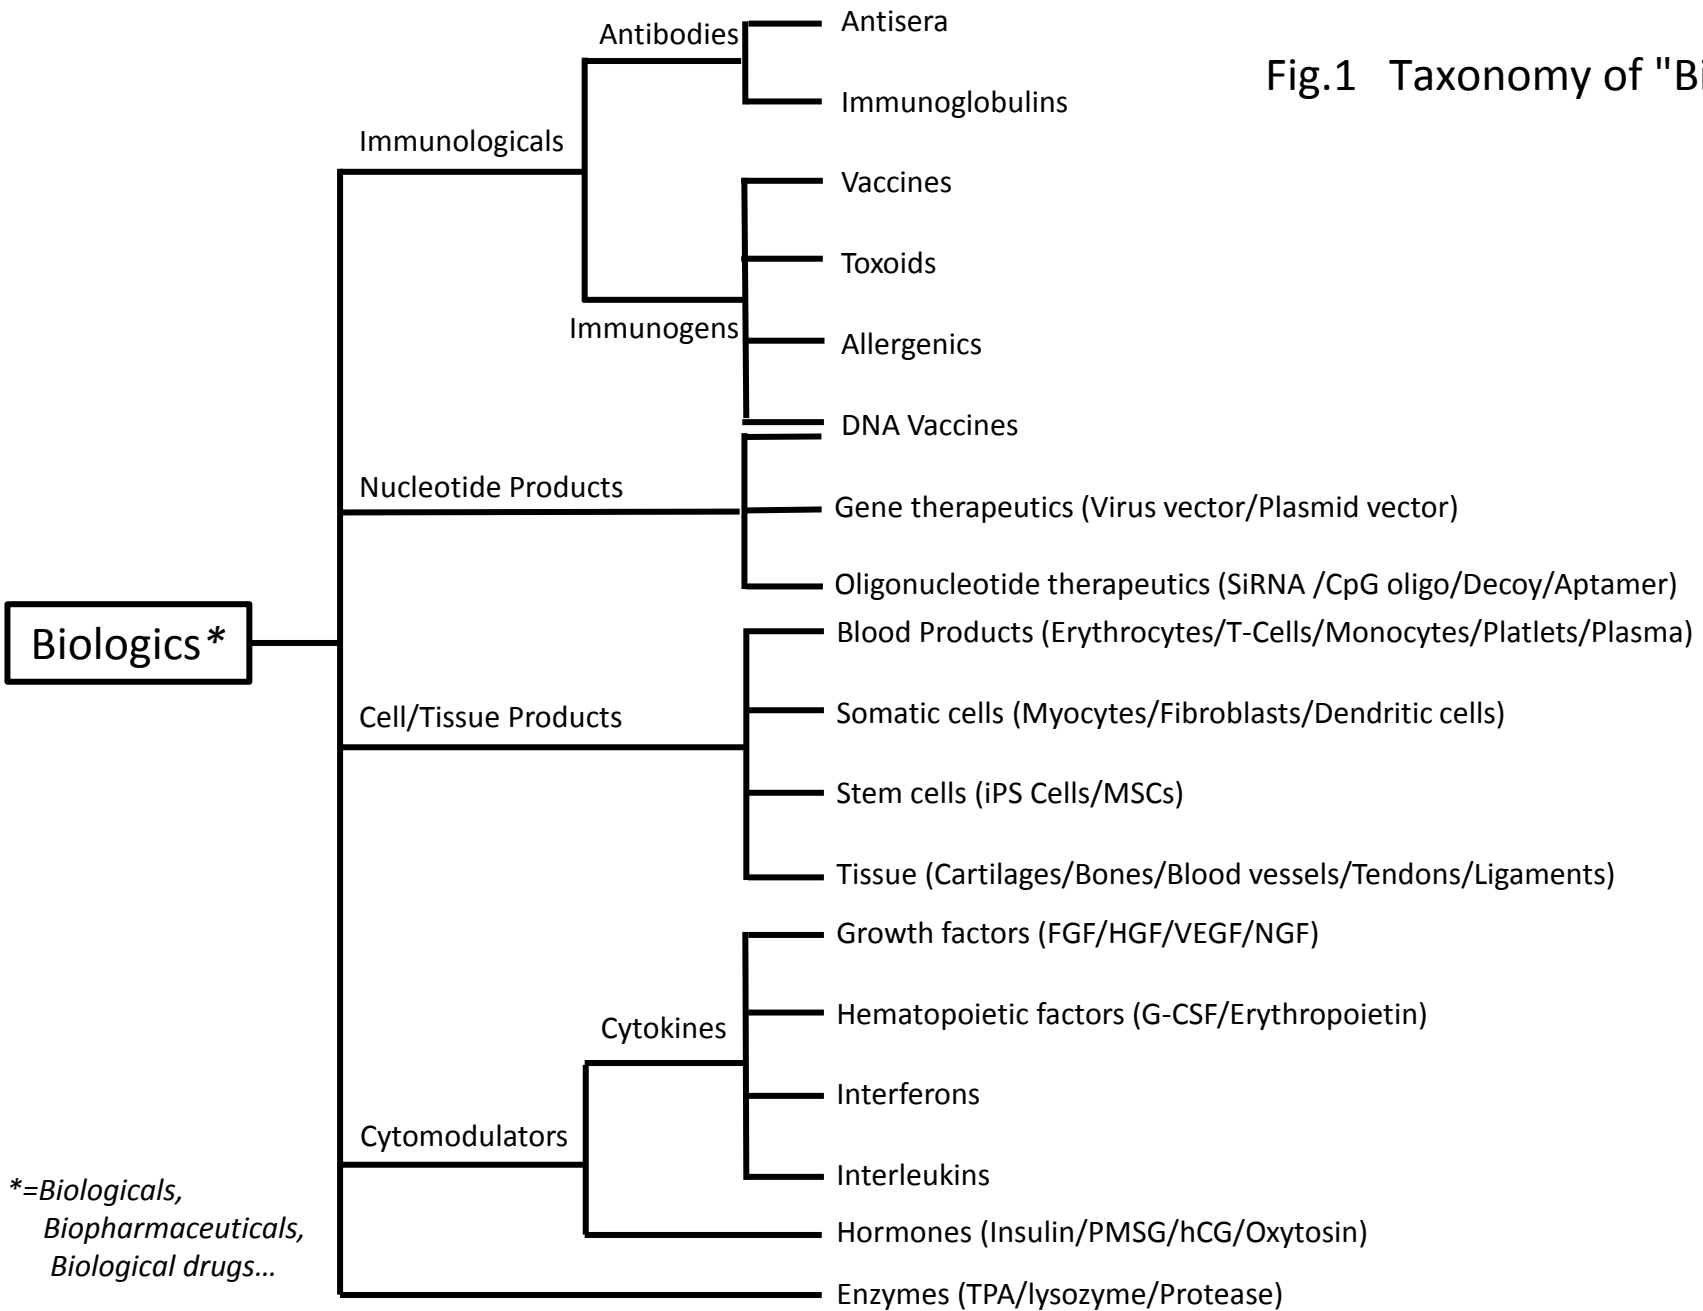 Antibodies
Antisera
Fig.1 Taxonomy of "Bi
Immunoglobulins
Immunologicals
Vaccines
Toxoids
Immunogens
Allergenics
DNA Vaccines
Nucleotide Products
Gene therapeutics (Virus vector/Plasmid vector)
Oligonucleotide therapeutics (SiRNA /CpG oligo/Decoy/Aptamer)
Biologics*
Blood Products (Erythrocytes/T-Cells/Monocytes/Platlets/Plasma)
Cell/Tissue Products
Somatic cells (Myocytes/Fibroblasts/Dendritic cells)
Stem cells (iPS Cells/MSCs)
Tissue (Cartilages/Bones/Blood vessels/Tendons/Ligaments)
Growth factors (FGF/HGF/VEGF/NGF)
Cytokines
Hematopoietic factors (G-CSF/Erythropoietin)
Interferons
Cytomodulators
Interleukins
Hormones (Insulin/PMSG/hCG/Oxytosin)
Enzymes (TPA/lysozyme/Protease)
*=Biologicals,
Biopharmaceuticals,
Biological drugs...